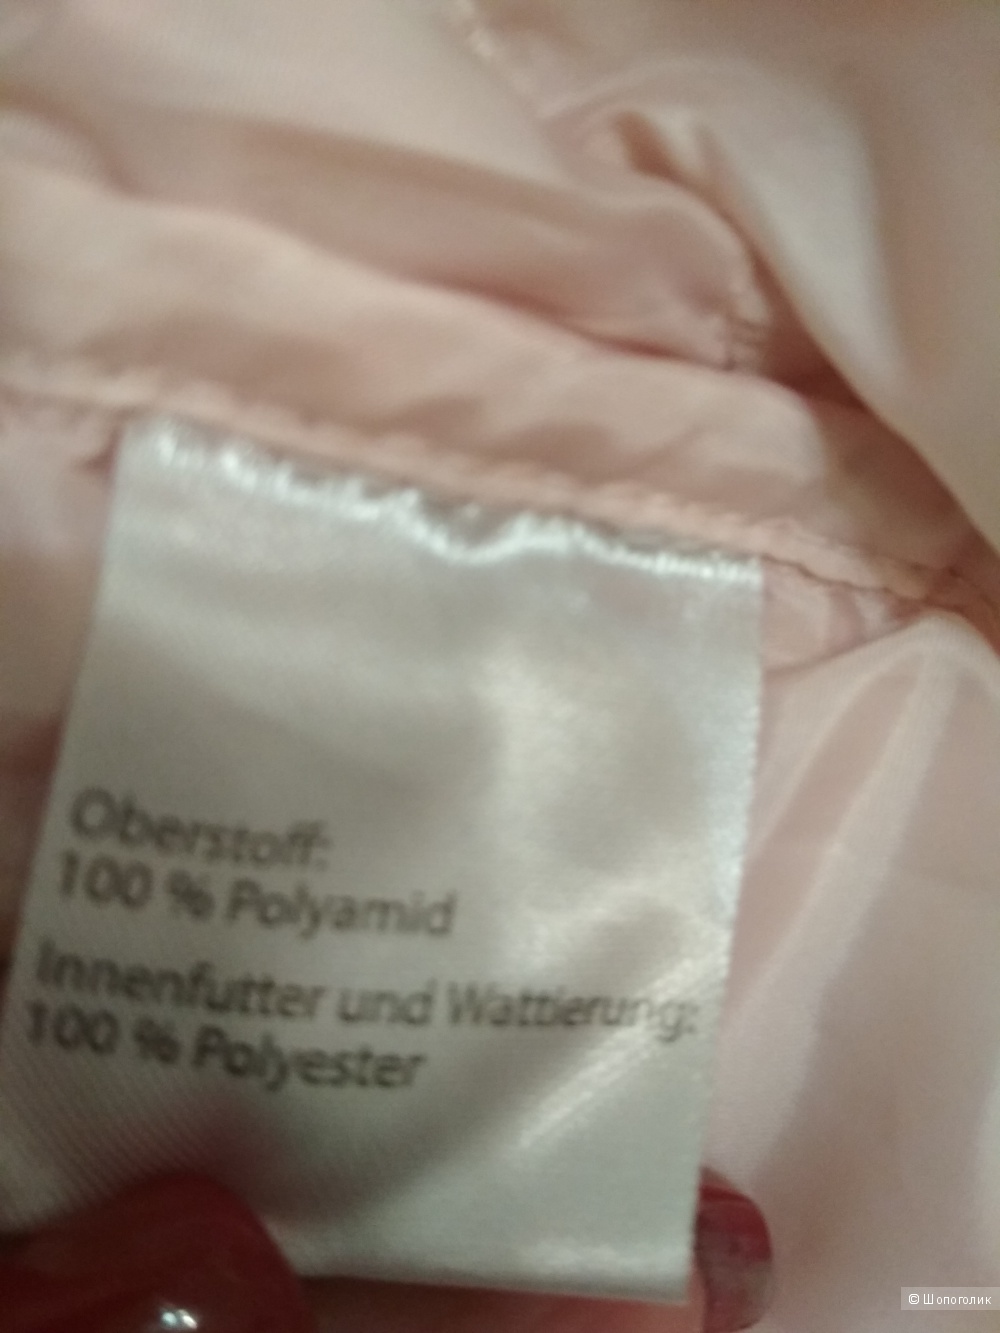 Oberstoff:
100 % Polyamid
Innenfutter und Wattierung:
100 % Polyester
© Шопоголик